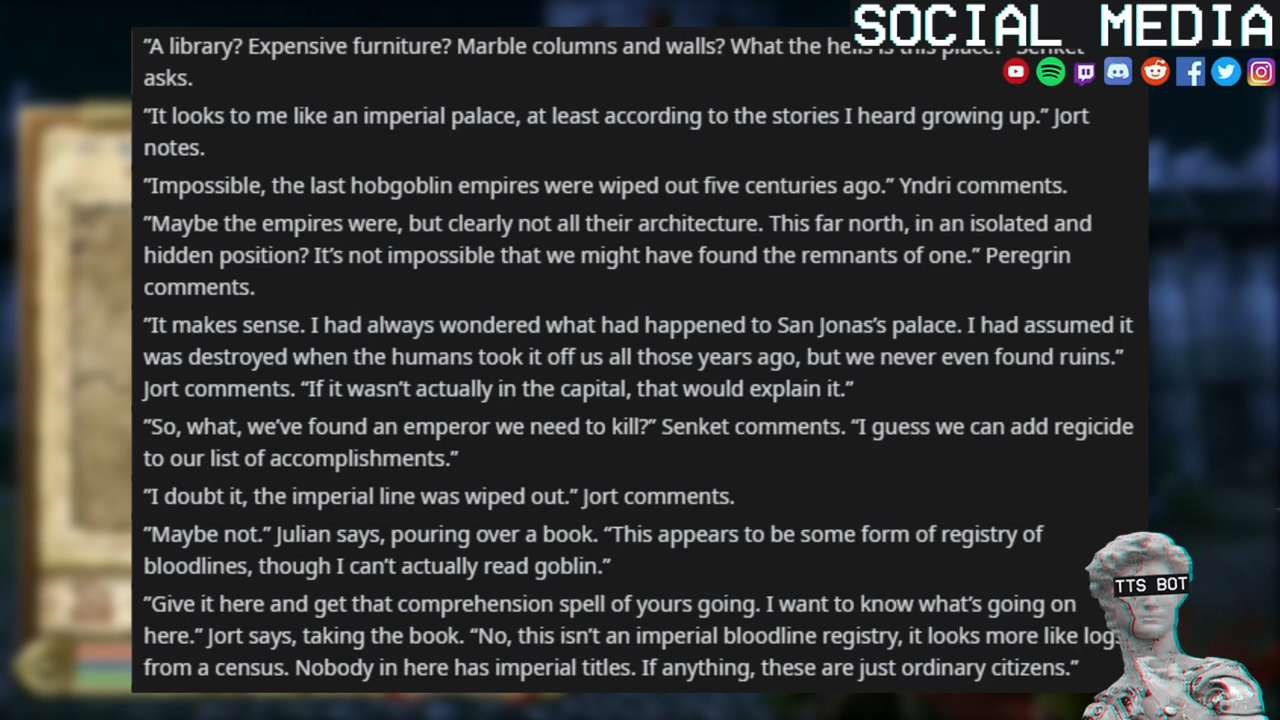 SOCIAL MEDIA
"A library? Expensive furniture? Marble columns and walls? What the hells is this place?" Senket
asks.
"It looks to me like an imperial palace, at least according to the stories I heard growing up." Jort
notes.
"Impossible, the last hobgoblin empires were wiped out five centuries ago." Yndri comments.
"Maybe the empires were, but clearly not all their architecture. This far north, in an isolated and
hidden position? It's not impossible that we might have found the remnants of one." Peregrin
comments.
"It makes sense. I had always wondered what had happened to San Jonas's palace. I had assumed it
was destroyed when the humans took it off us all those years ago, but we never even found ruins."
Jort comments. "If it wasn't actually in the capital, that would explain it."
"So, what, we've found an emperor we need to kill?" Senket comments. "I guess we can add regicide
to our list of accomplishments."
"I doubt it, the imperial line was wiped out." Jort comments.
"Maybe not." Julian says, pouring over a book. "This appears to be some form of registry of
bloodlines, though I can't actually read goblin."
"Give it here and get that comprehension spell of yours going. I want to know what's going on
here." Jort says, taking the book. "No, this isn't an imperial bloodline registry, it looks more like logs
from a census. Nobody in here has imperial titles. If anything, these are just ordinary citizens."
TTS BOT